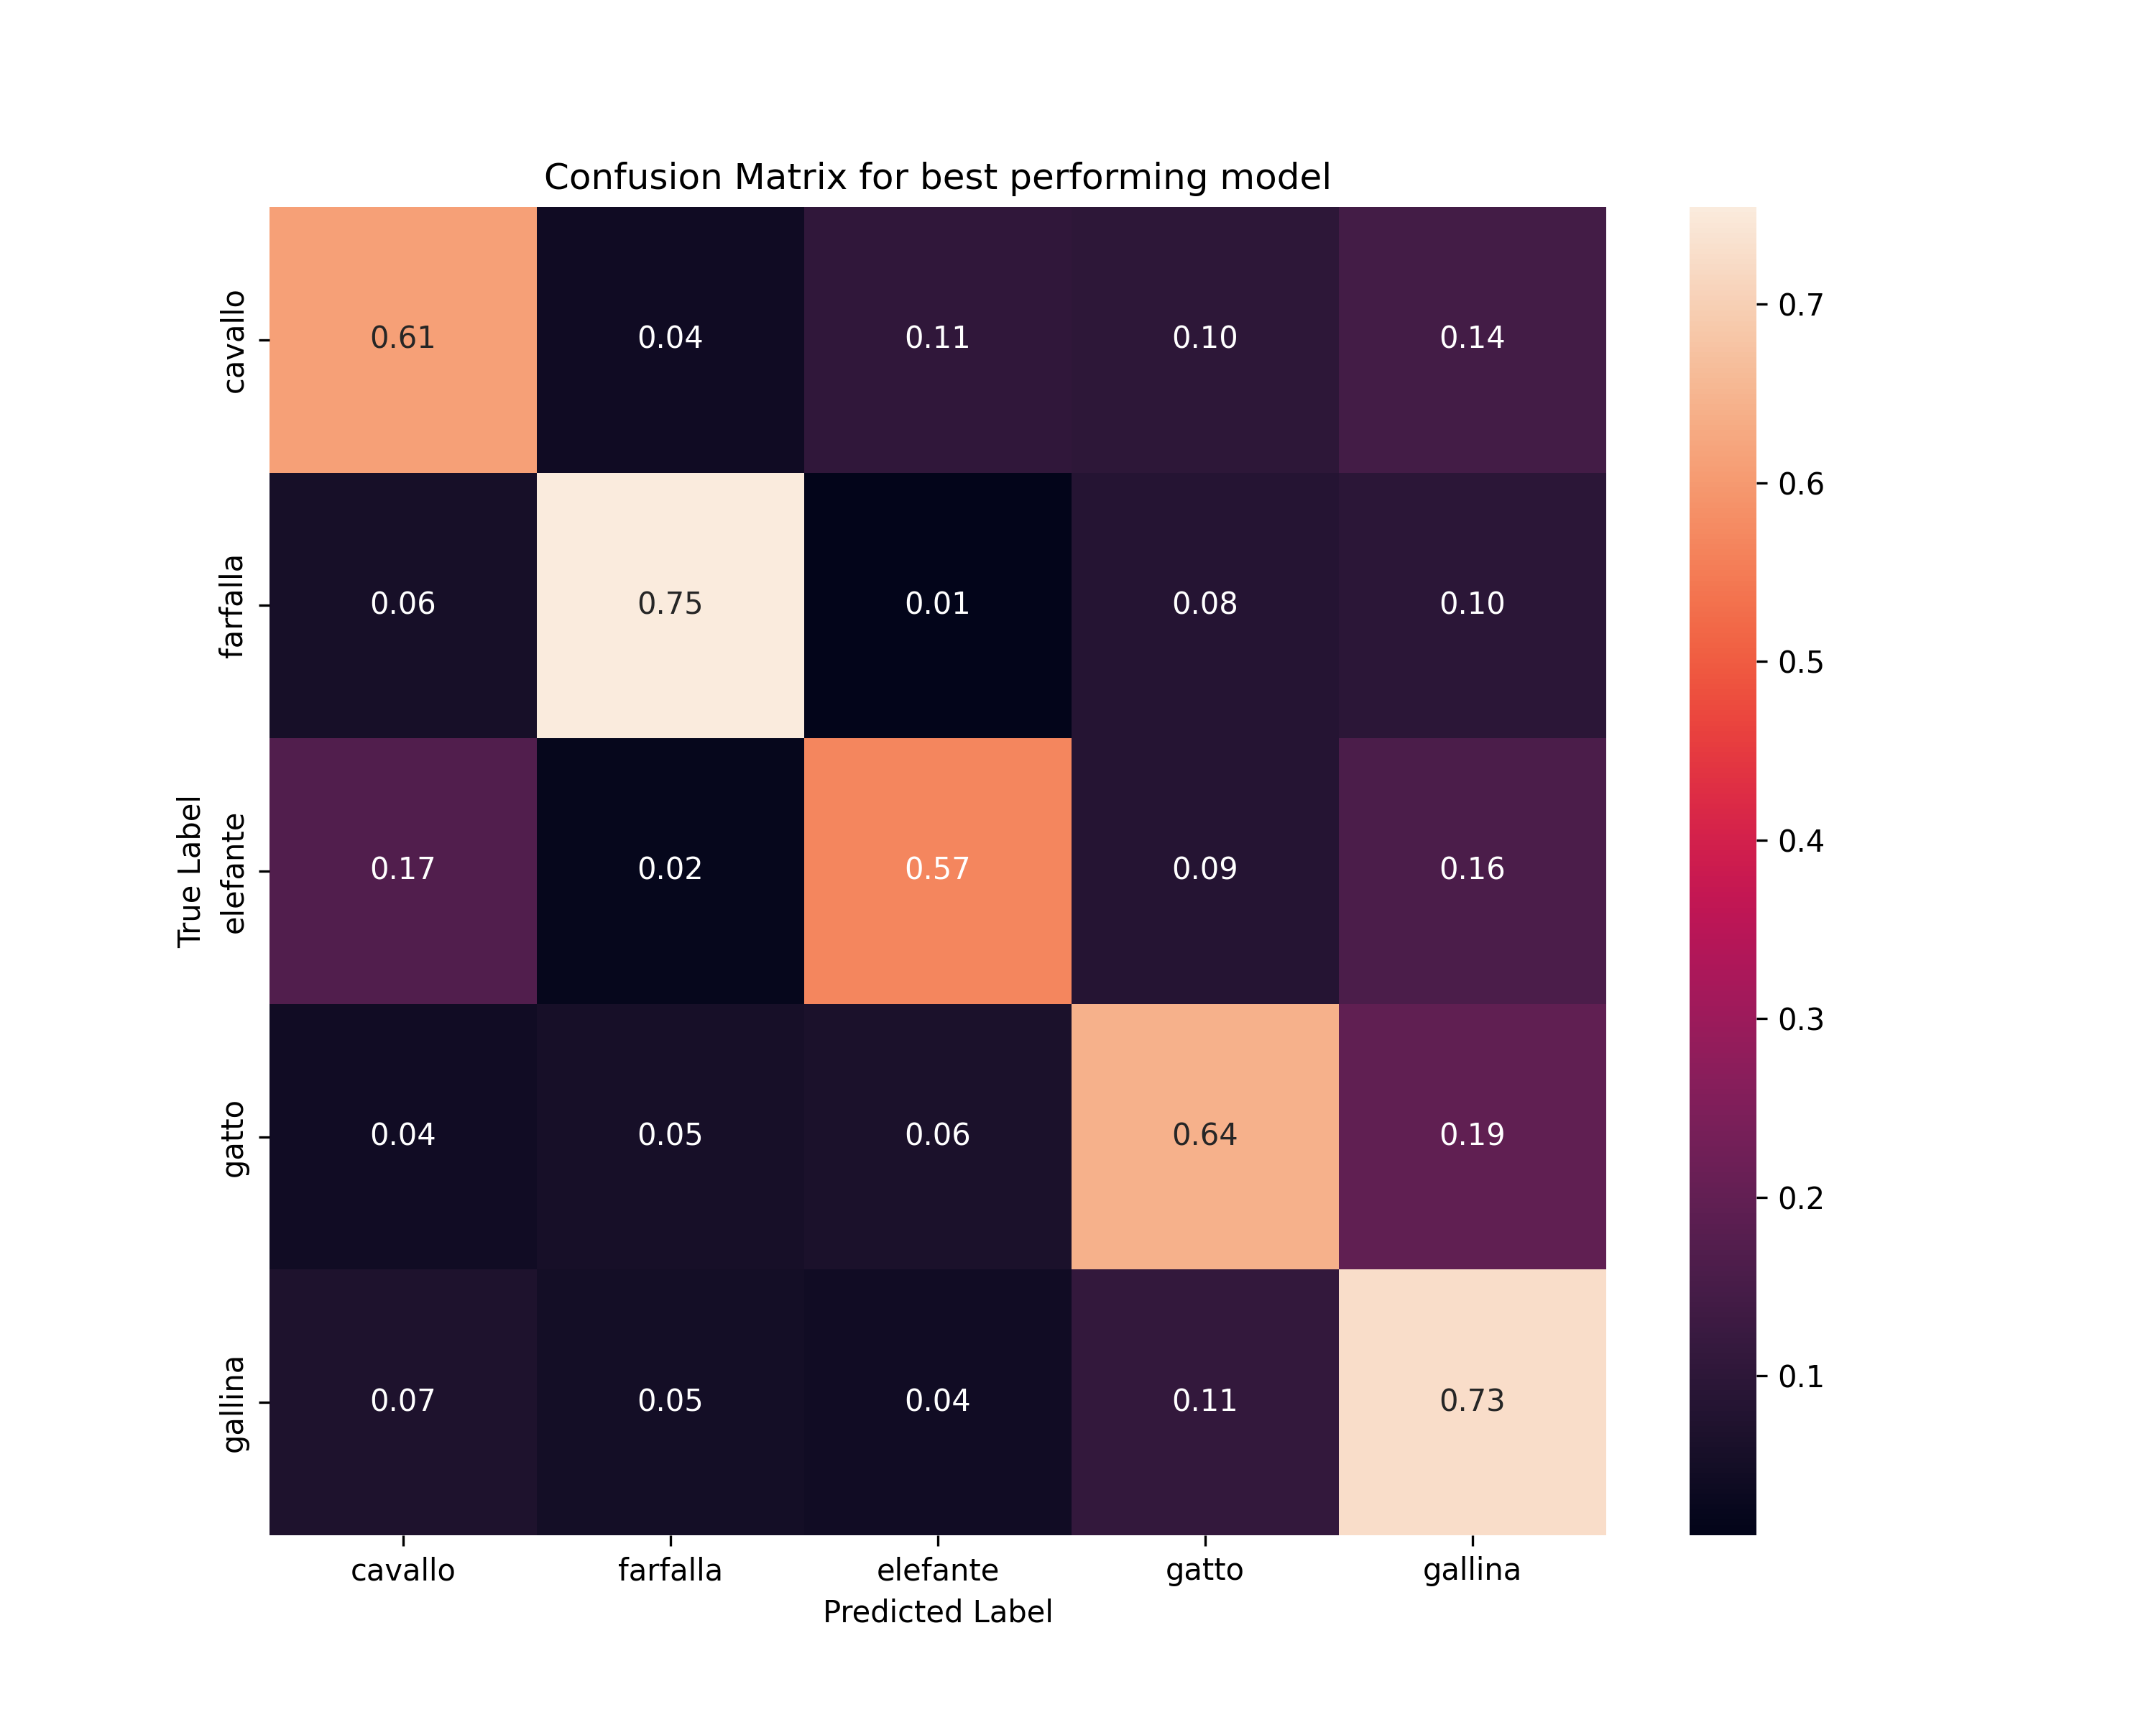 Confusion Matrix for best performing model
True Label
cavallo 0.61 0.04 0.11 0.10 0.14
farfalla 0.06 0.75 0.01 0.08 0.10
elefante 0.17 0.02 0.57 0.09 0.16
gatto 0.04 0.05 0.06 0.64 0.19
gallina 0.07 0.05 0.04 0.11 0.73
cavallo farfalla elefante gatto gallina
Predicted Label
0.7
0.6
0.5
0.4
0.3
0.2
0.1